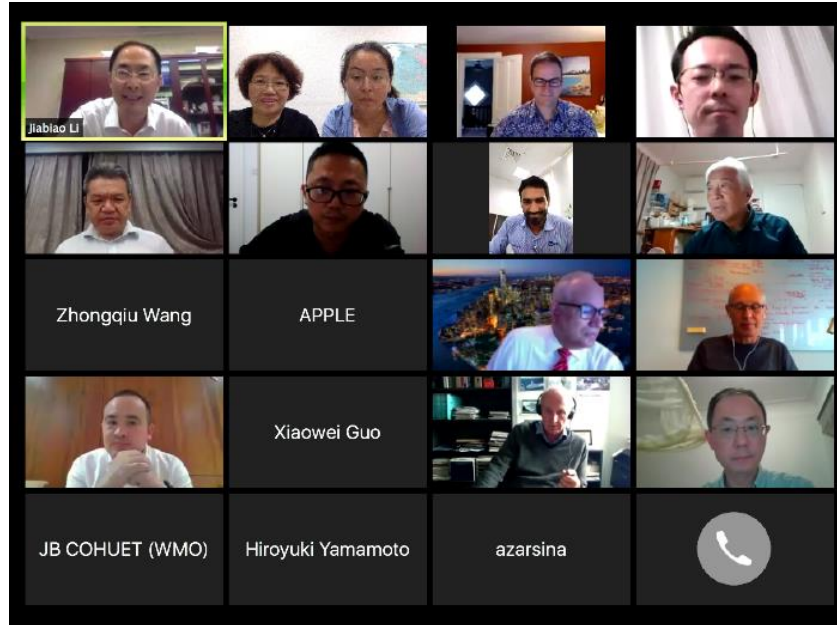 Jiabiao Li
Zhongqiu Wang
APPLE
Xiaowei Guo
JB COHUET (WMO)
Hiroyuki Yamamoto
azarsina